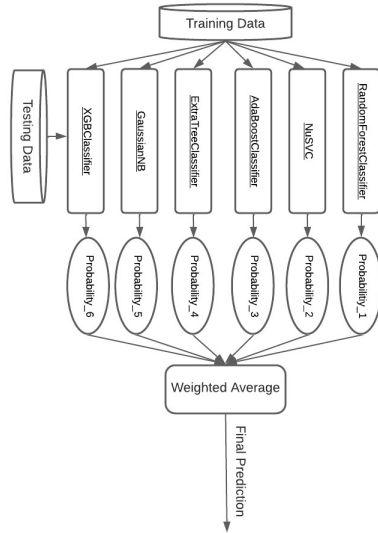 Training Data
Testing Data
XGBClassifier
GaussianNB
ExtraTreeClassifier
AdaBoostClassifier
NuSVC
RandomForestClassifier
Probability_6
Probability_5
Probability_4
Probability_3
Probability_2
Probability_1
Weighted Average
Final Prediction